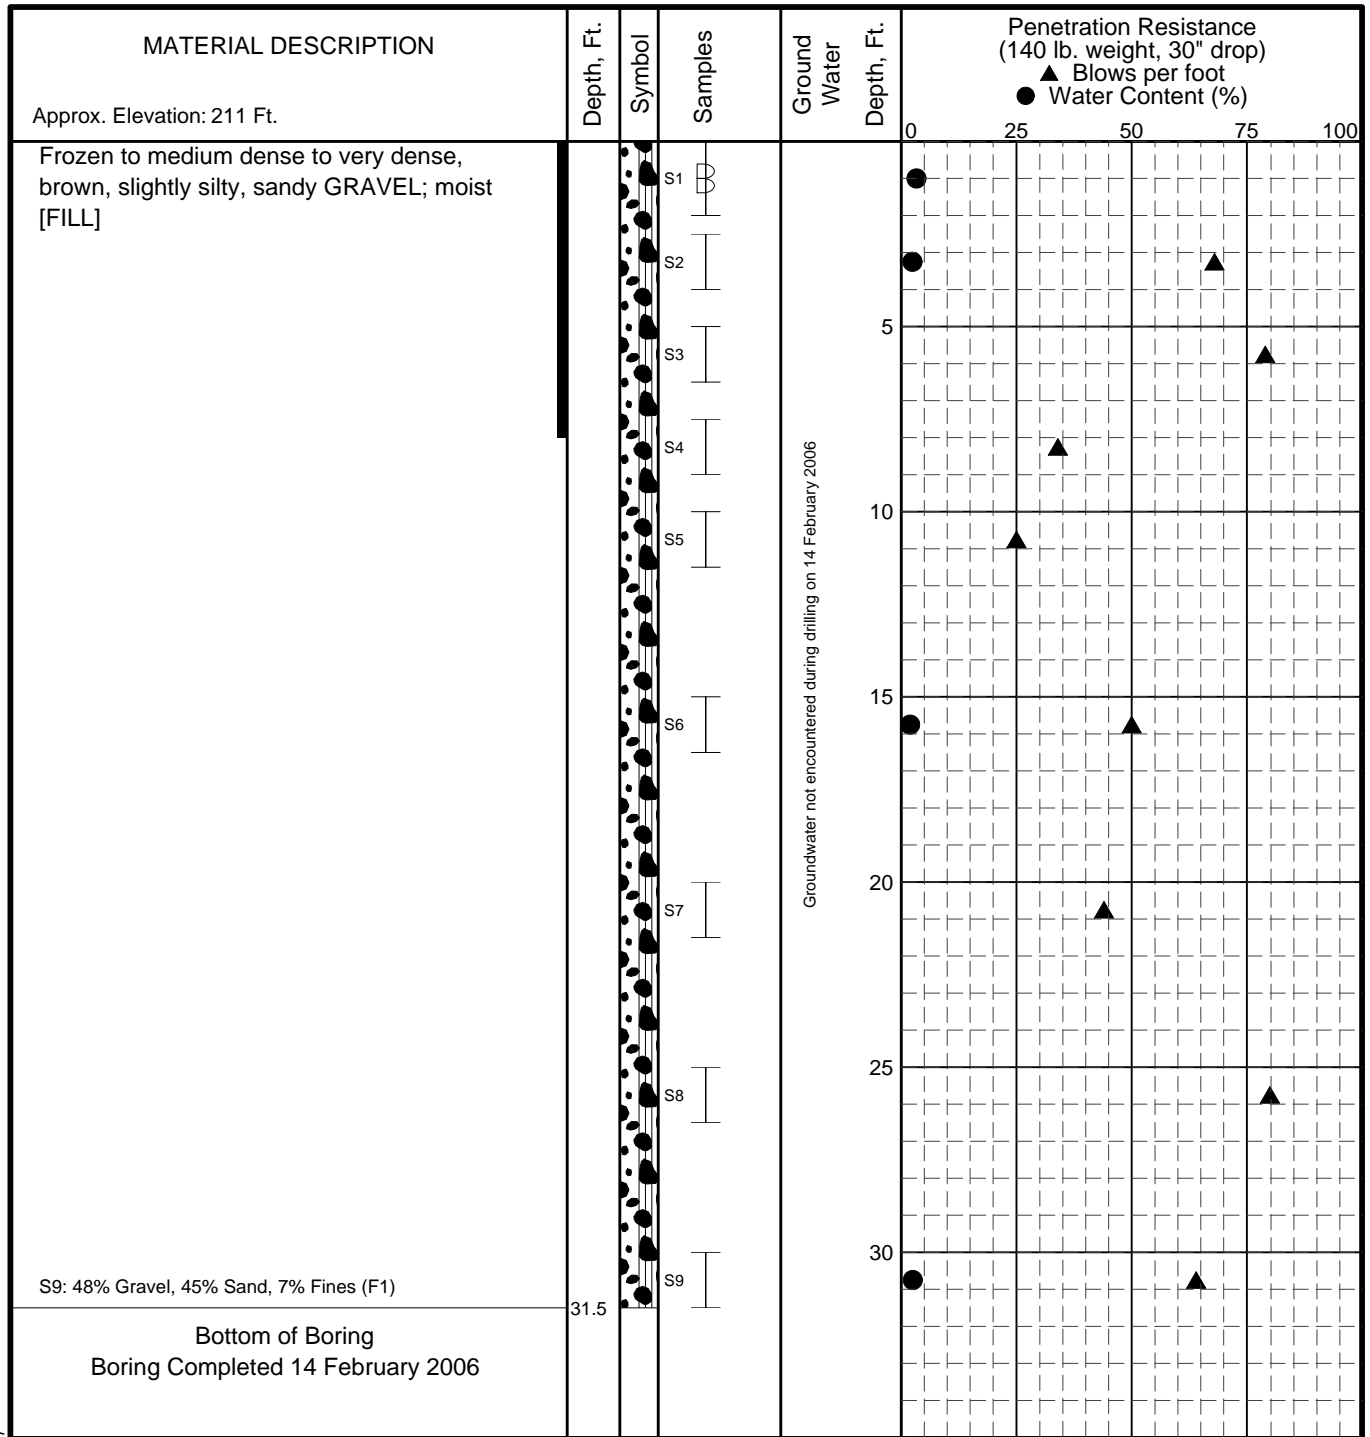 MATERIAL DESCRIPTION
Approx. Elevation: 211 Ft.
Depth, Ft.
Symbol
Samples
Ground
Water
Depth, Ft.
Penetration Resistance
(140 lb. weight, 30" drop)
▲ Blows per foot
● Water Content (%)
0 25 50 75 100
Frozen to medium dense to very dense,
brown, slightly silty, sandy GRAVEL; moist
[FILL]
S1
B
S2
5
S3
S4
10
S5
15
S6
20
S7
25
S8
30
S9
Groundwater not encountered during drilling on 14 February 2006
S9: 48% Gravel, 45% Sand, 7% Fines (F1)
31.5
Bottom of Boring
Boring Completed 14 February 2006